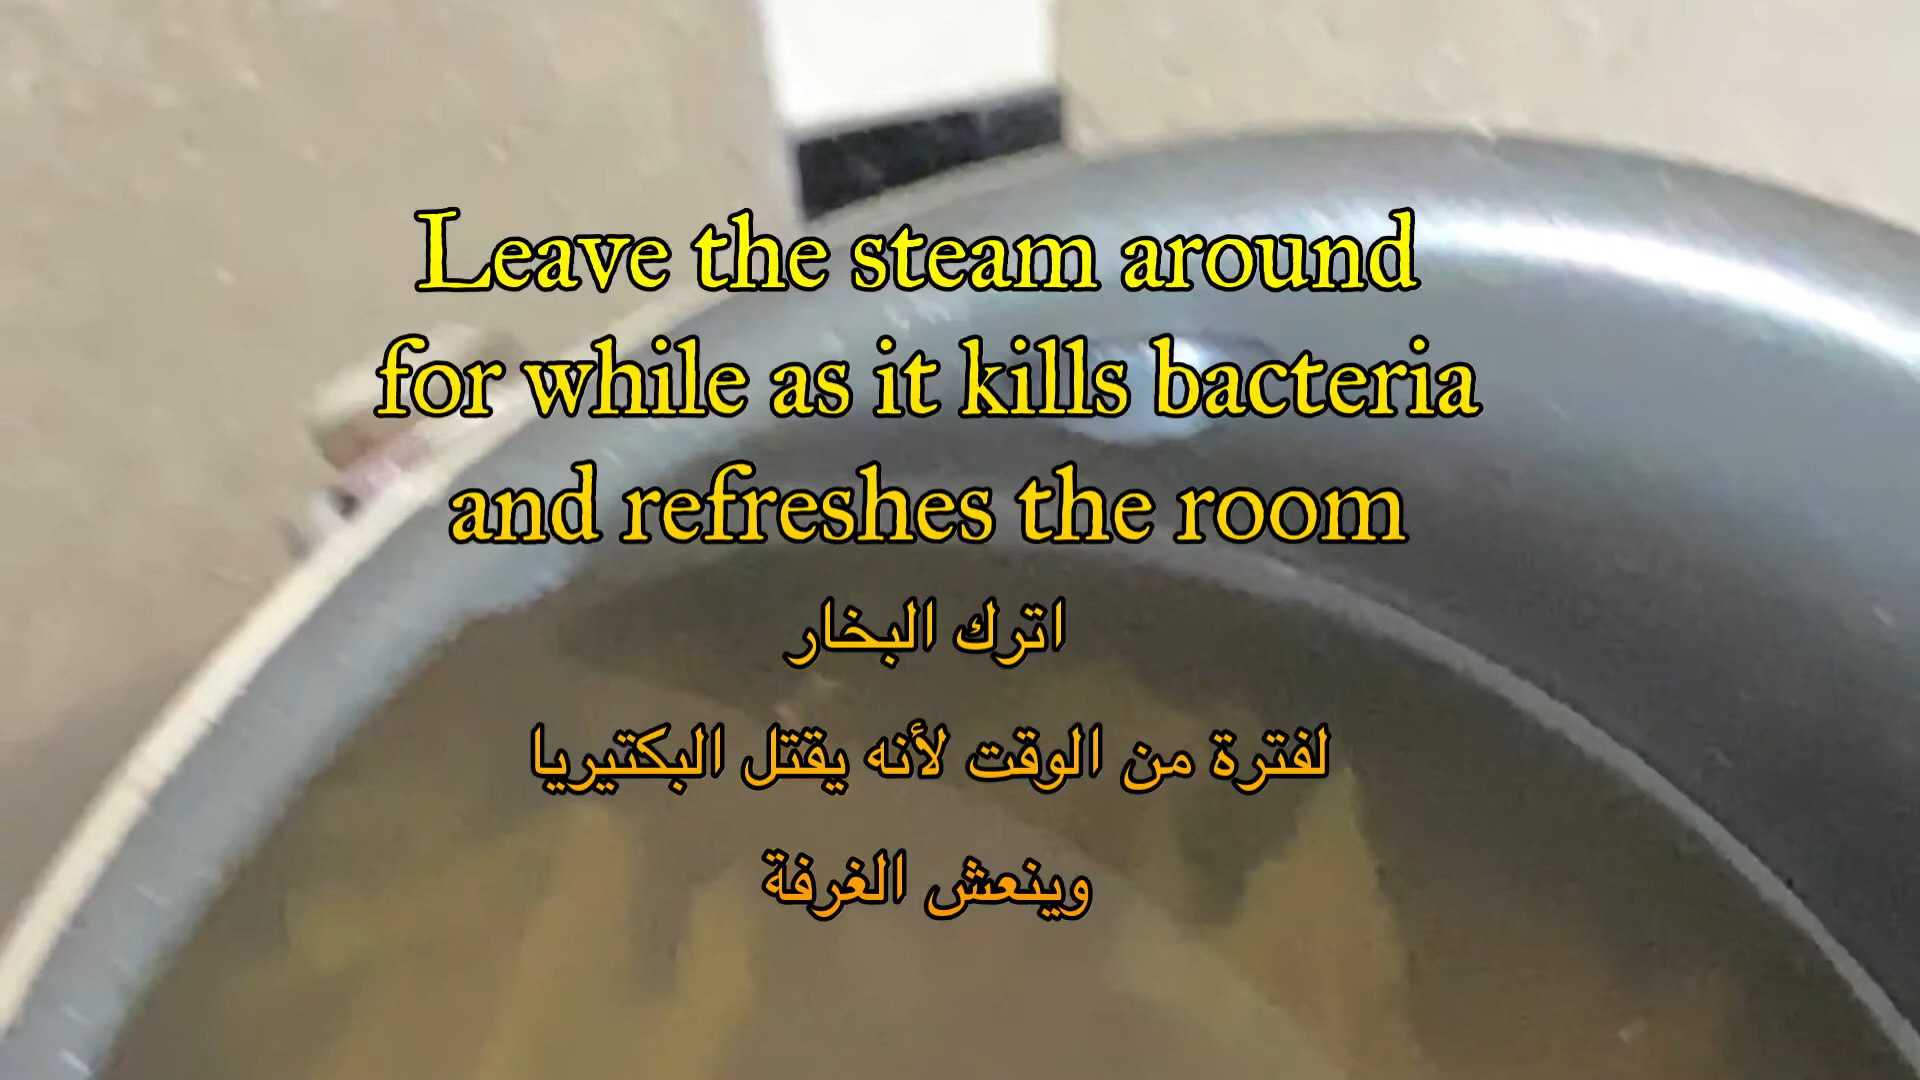 Leave the steam around
for while as it kills bacteria
and refreshes the room
اترك البخار
لفترة من الوقت لأنه يقتل البكتيريا
وينعش الغرفة